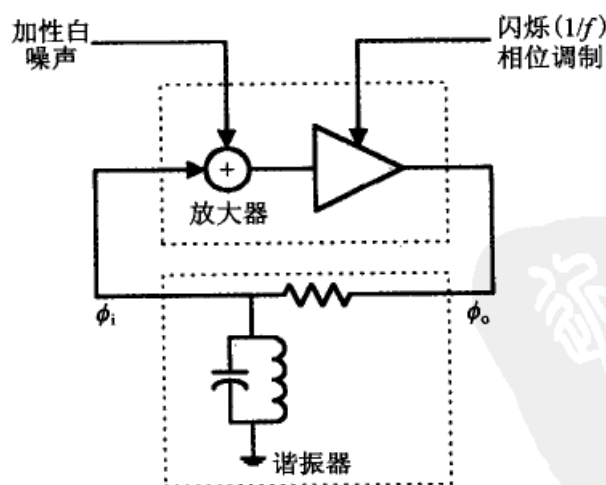 加性白
噪声
闪烁(1/f)
相位调制
+
放大器
ϕi
ϕo
谐振器